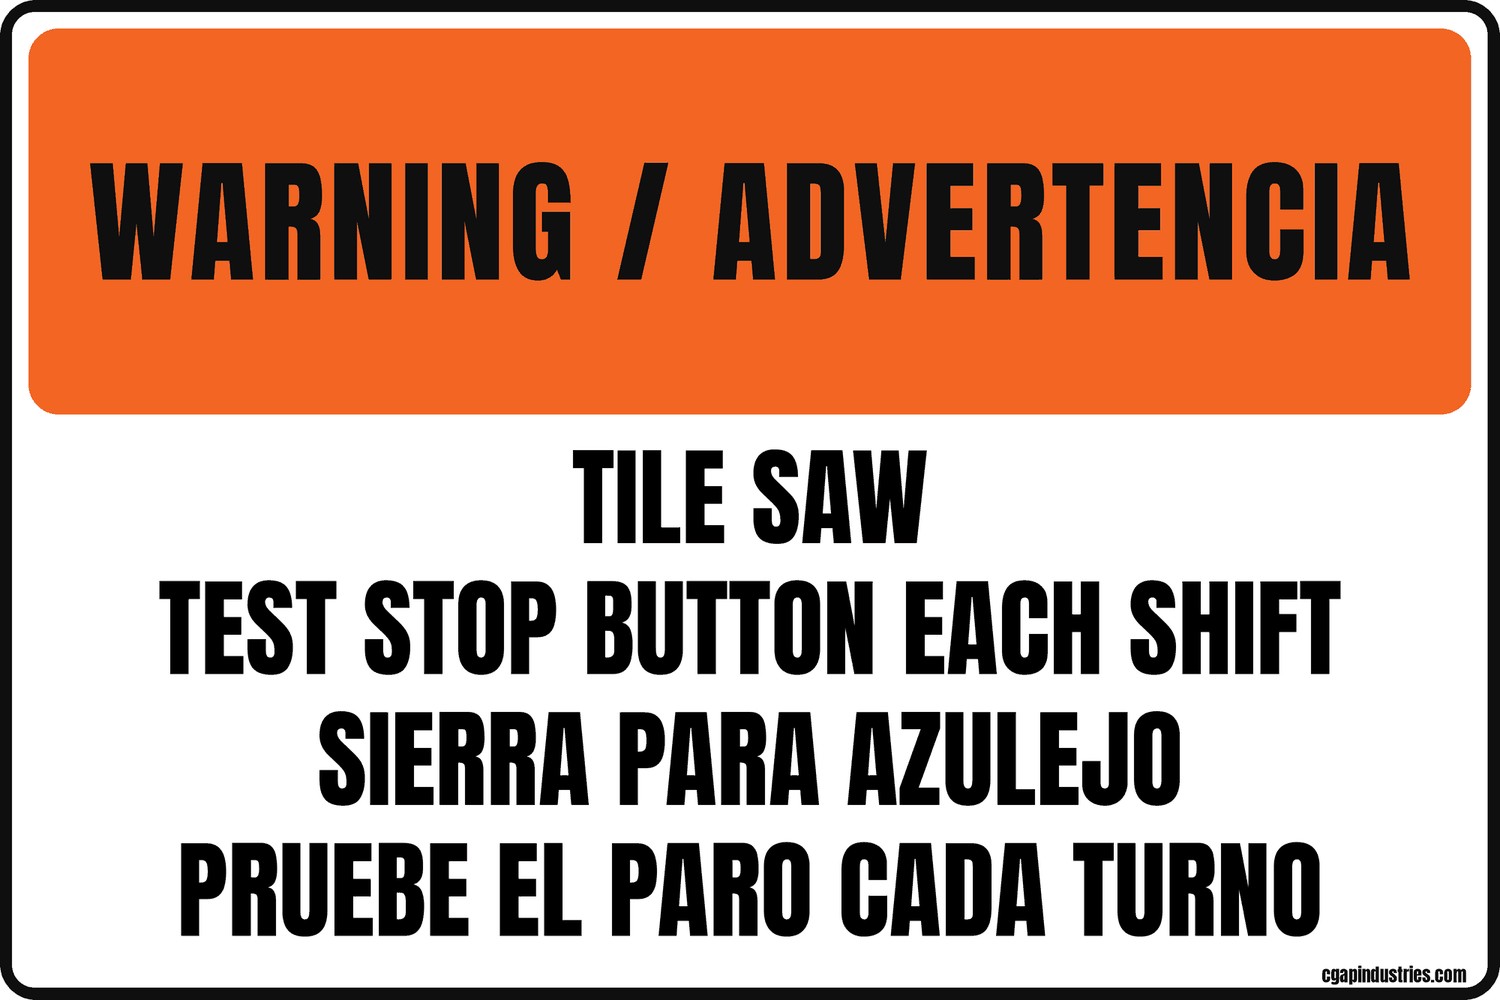 WARNING / ADVERTENCIA
TILE SAW
TEST STOP BUTTON EACH SHIFT
SIERRA PARA AZULEJO
PRUEBE EL PARO CADA TURNO
cgapindustries.com